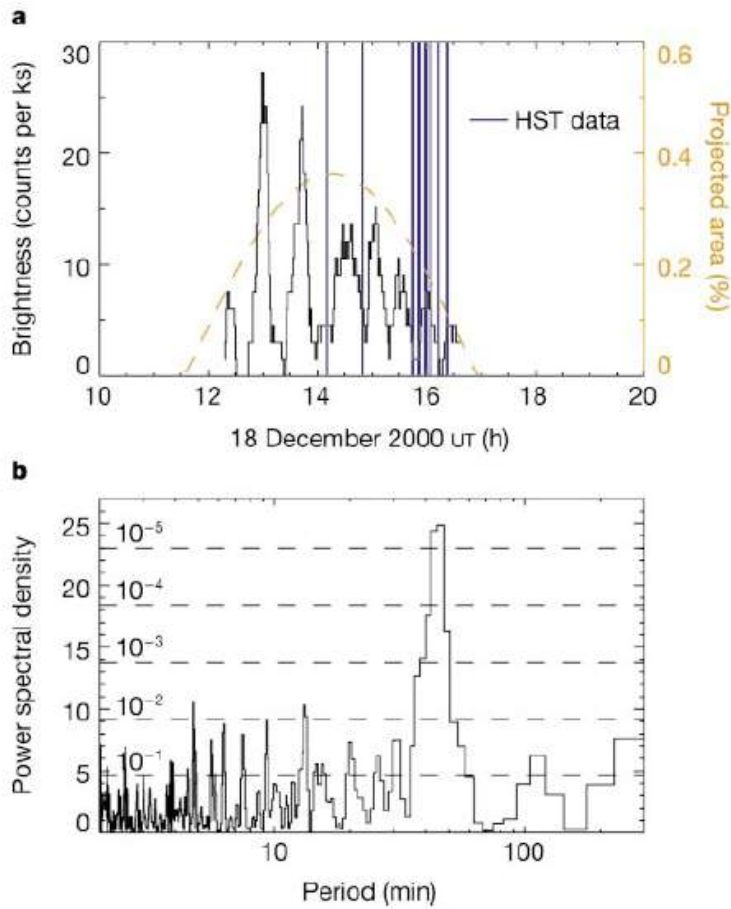 a
30
20
10
0
Brightness (counts per ks)
HST data
0.6
0.4
0.2
0
Projected area (%)
10 12 14 16 18 20
18 December 2000 UT (h)
b
25
20
15
10
5
0
Power spectral density
10⁻⁵
10⁻⁴
10⁻³
10⁻²
10⁻¹
10 100
Period (min)